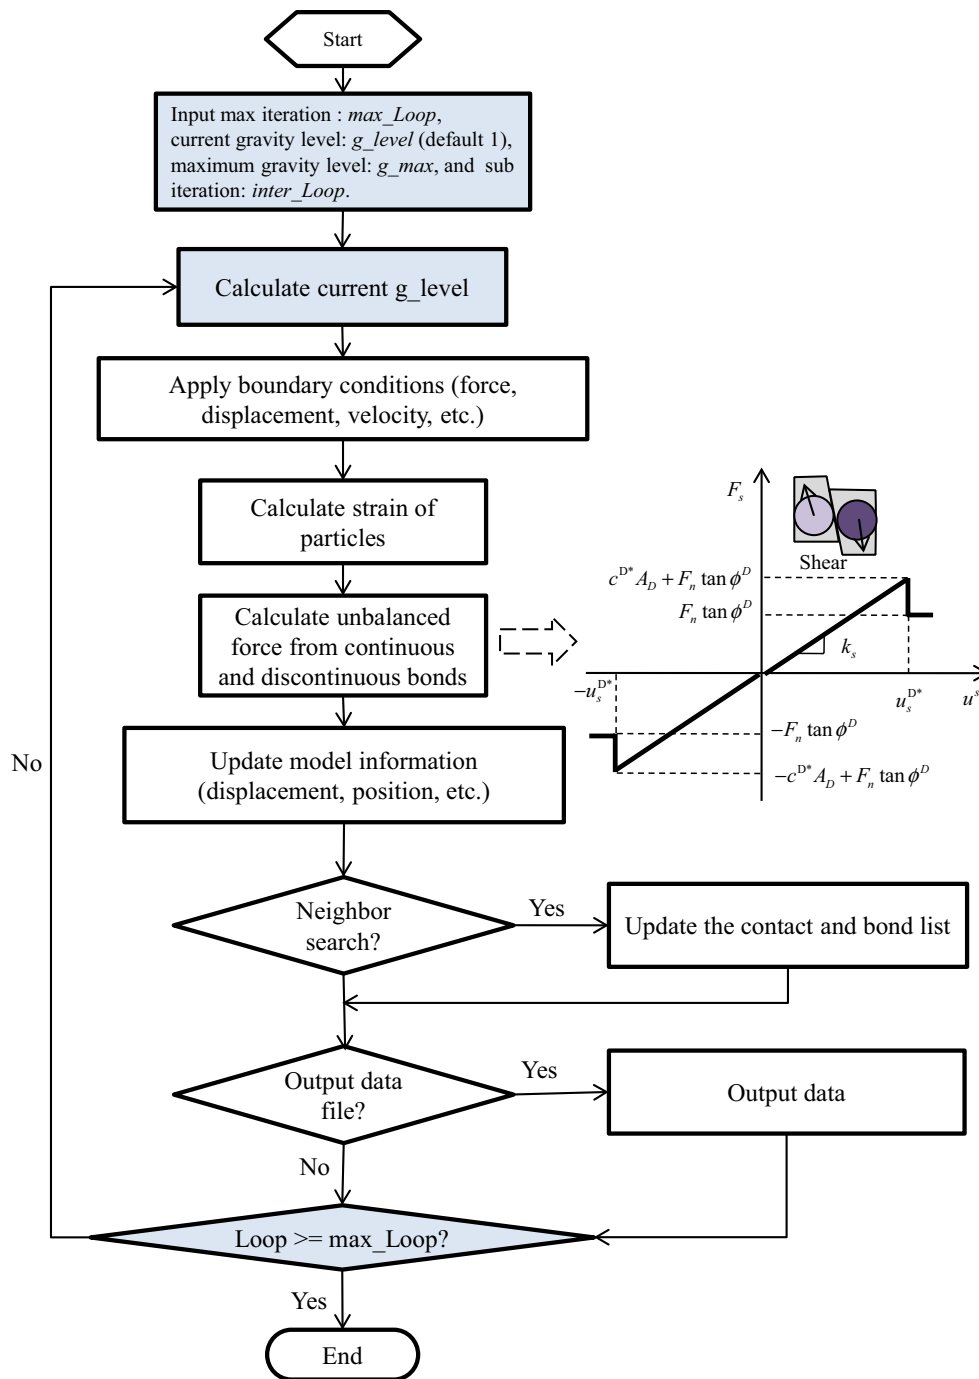 Start
Input max iteration : max_Loop,
current gravity level: g_level (default 1),
maximum gravity level: g_max, and sub
iteration: inter_Loop.
Calculate current g_level
Apply boundary conditions (force,
displacement, velocity, etc.)
Calculate strain of
particles
Calculate unbalanced
force from continuous
and discontinuous bonds
F_s
Shear
c^{D*} A_D + F_n tan ϕ^D
F_n tan ϕ^D
k_s
−u_s^{D*}
u_s^{D*}
u^s
−F_n tan ϕ^D
−c^{D*} A_D + F_n tan ϕ^D
Update model information
(displacement, position, etc.)
No
Neighbor
search?
Yes
Update the contact and bond list
Output data
file?
Yes
Output data
No
Loop >= max_Loop?
Yes
End